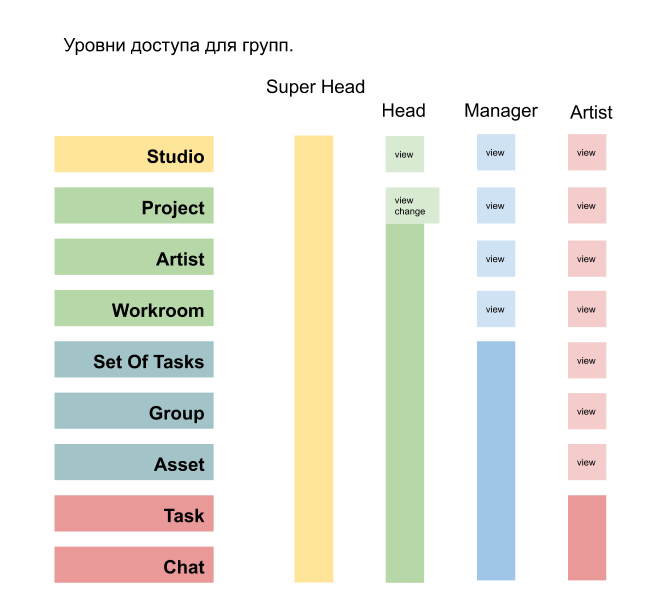 Уровни доступа для групп.
Super Head
Head
Manager
Artist
Studio
view
view
view
Project
view
change
view
view
Artist
view
view
Workroom
view
view
Set Of Tasks
view
Group
view
Asset
view
Task
Chat